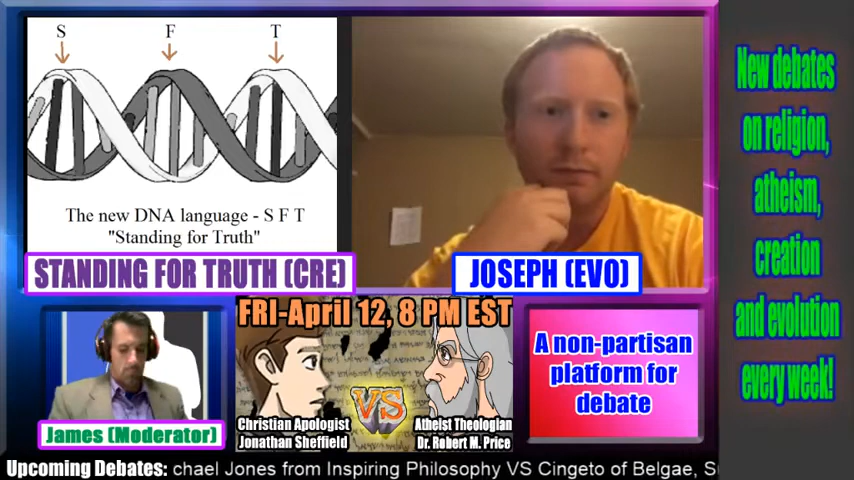 S F T
The new DNA language - S F T
"Standing for Truth"
STANDING FOR TRUTH (CRE)
JOSEPH (EVO)
New debates
on religion,
atheism,
creation
and evolution
every week!
James (Moderator)
FRI-April 12, 8 PM EST
VS
Christian Apologist
Jonathan Sheffield
Atheist Theologian
Dr. Robert M. Price
A non-partisan
platform for
debate
Upcoming Debates: chael Jones from Inspiring Philosophy VS Cingeto of Belgae, S